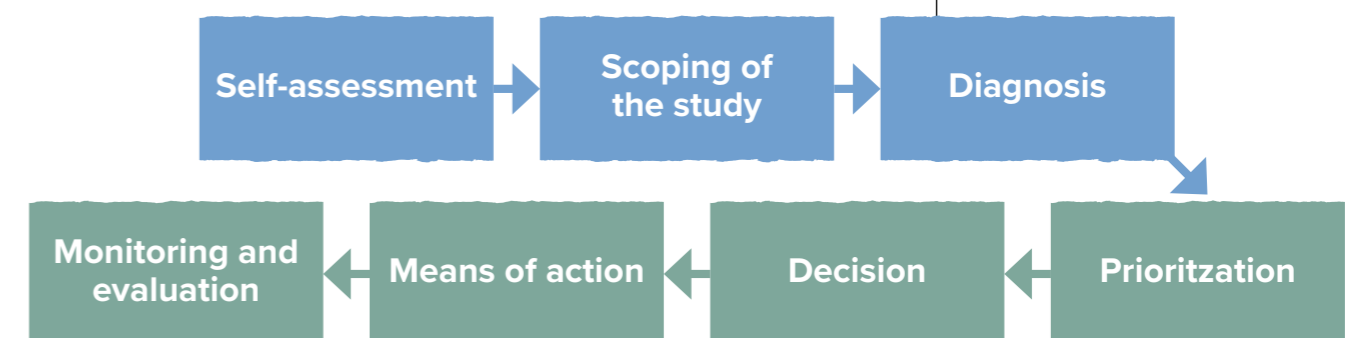 Self-assessment
Scoping of
the study
Diagnosis
Monitoring and
evaluation
Means of action
Decision
Prioritzation